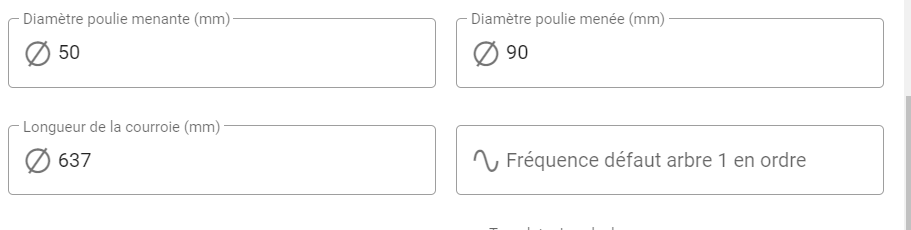 Diamètre poulie menante (mm)
50
Diamètre poulie menée (mm)
90
Longueur de la courroie (mm)
637
Fréquence défaut arbre 1 en ordre